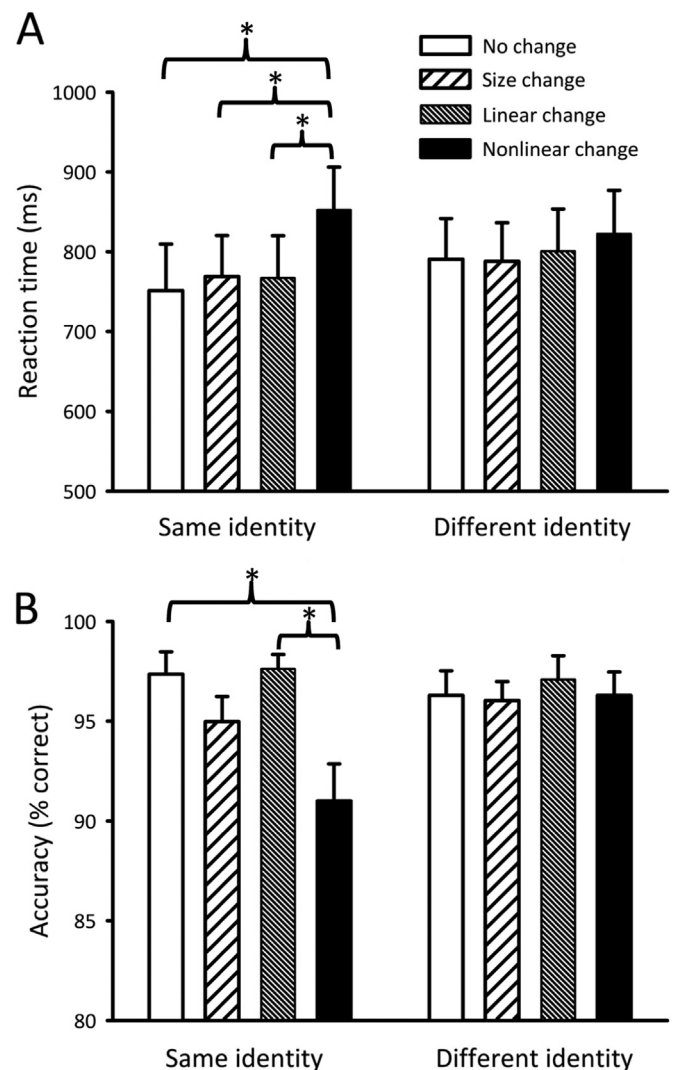 A
*
*
*
No change
Size change
Linear change
Nonlinear change
Reaction time (ms)
1000
900
800
700
600
500
Same identity
Different identity
B
*
*
Accuracy (% correct)
100
95
90
85
80
Same identity
Different identity